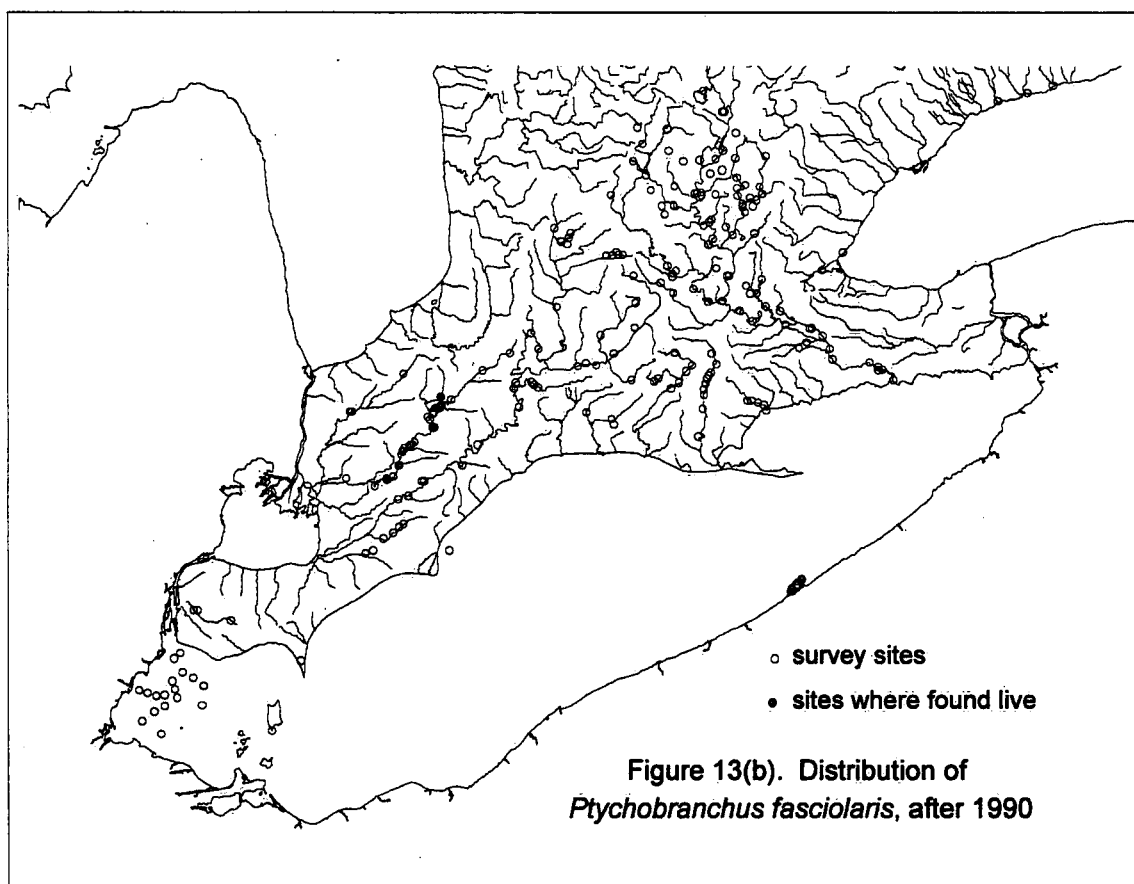 survey sites
sites where found live
Figure 13(b). Distribution of
Ptychobranchus fasciolaris, after 1990